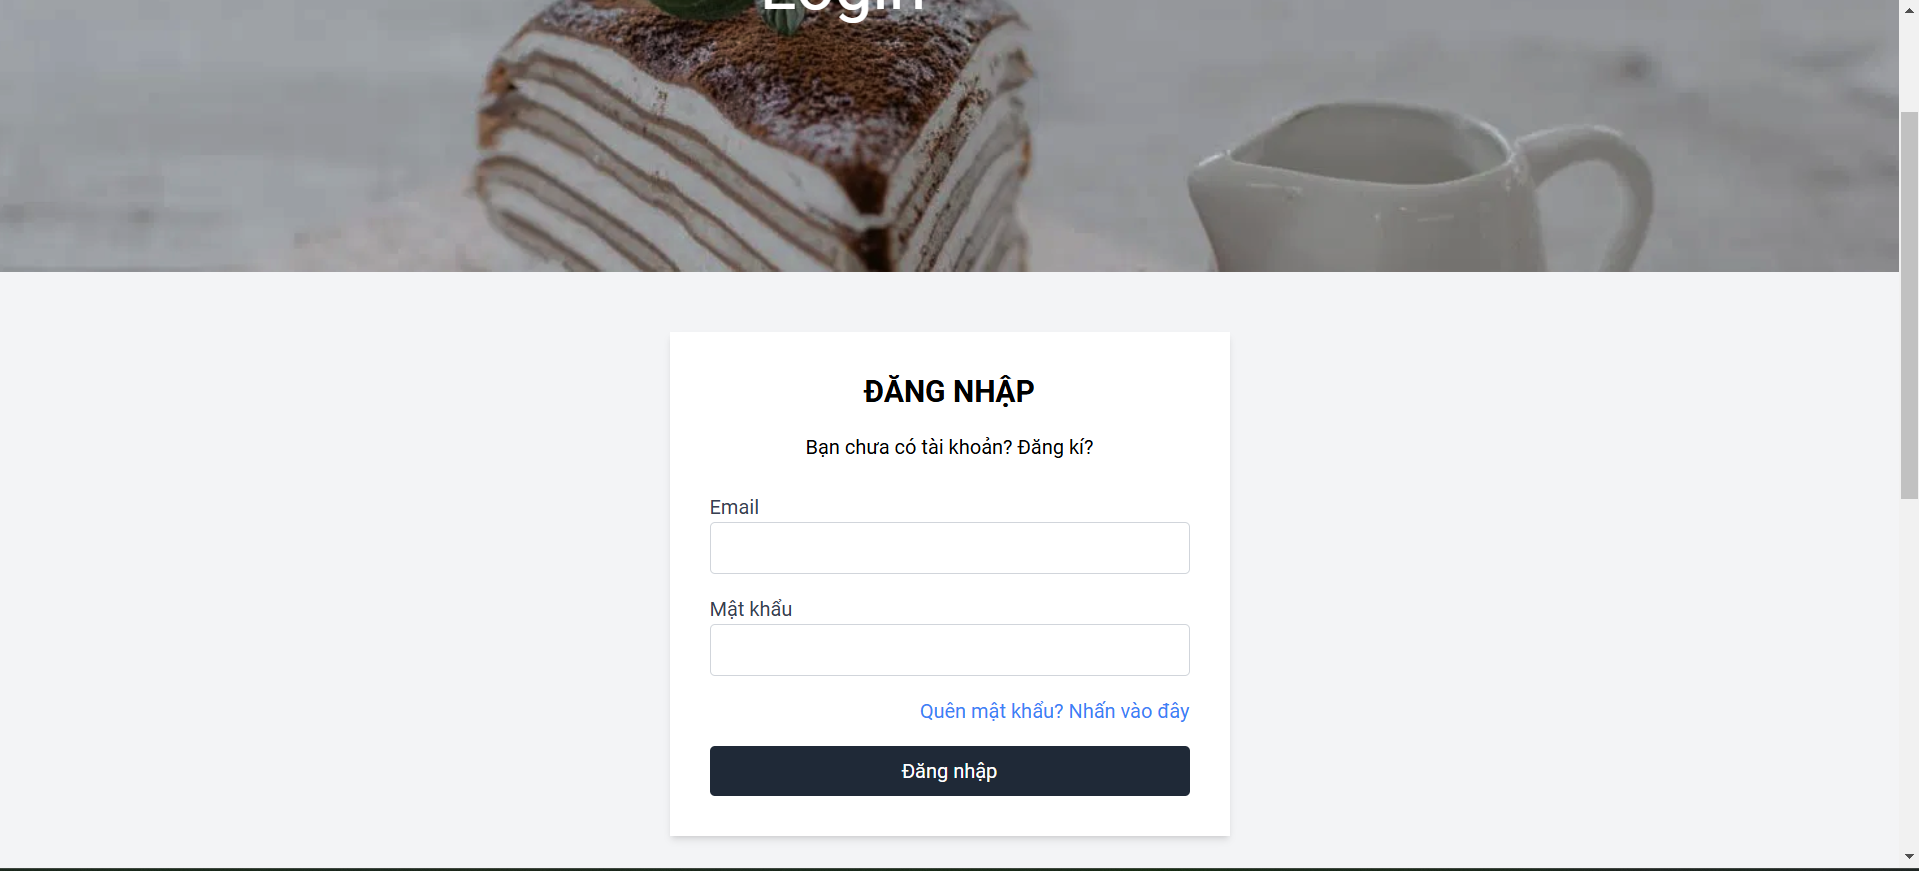 Login
ĐĂNG NHẬP
Bạn chưa có tài khoản? Đăng kí?
Email
Mật khẩu
Quên mật khẩu? Nhấn vào đây
Đăng nhập